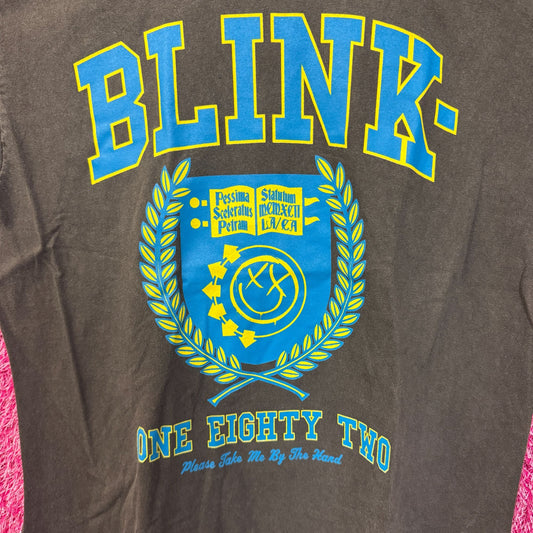 BLINK-
Pessima
Sceleratus
Petram
Statutum
MCMXCII
LA/CA
ONE EIGHTY TWO
Please Take Me By The Hand